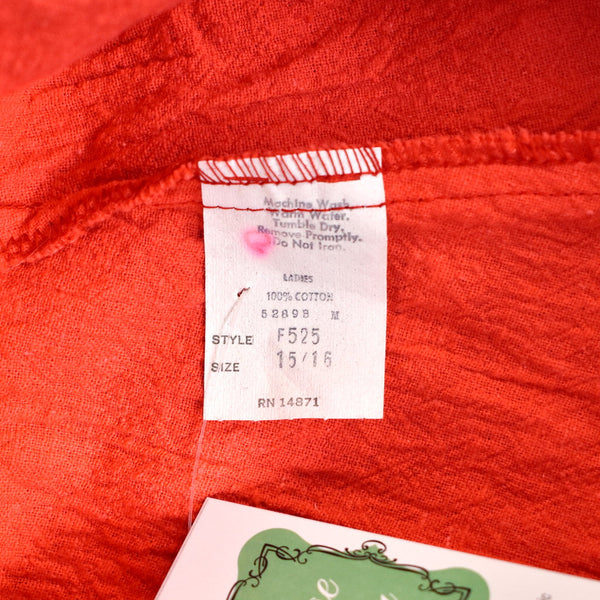 Machine Wash.
Warm Water.
Tumble Dry.
Remove Promptly.
Do Not Iron.
LADIES
100% COTTON
5289B M
STYLE F525
SIZE 15/16
RN 14871